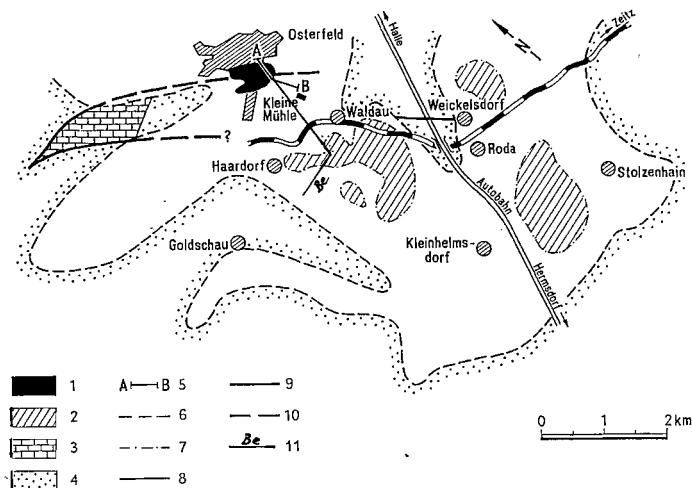 Osterfeld
A
B
Kleine
Mühle
Halle
N
Zeitz
Waldau
Weickelsdorf
Roda
Haardorf
Be
?
Stolzenhain
Goldschau
Autobahn
Kleinhelms-
dorf
Hermsdorf
1
2
3
4
A B 5
6
7
8
9
10
Be 11
0 1 2 km